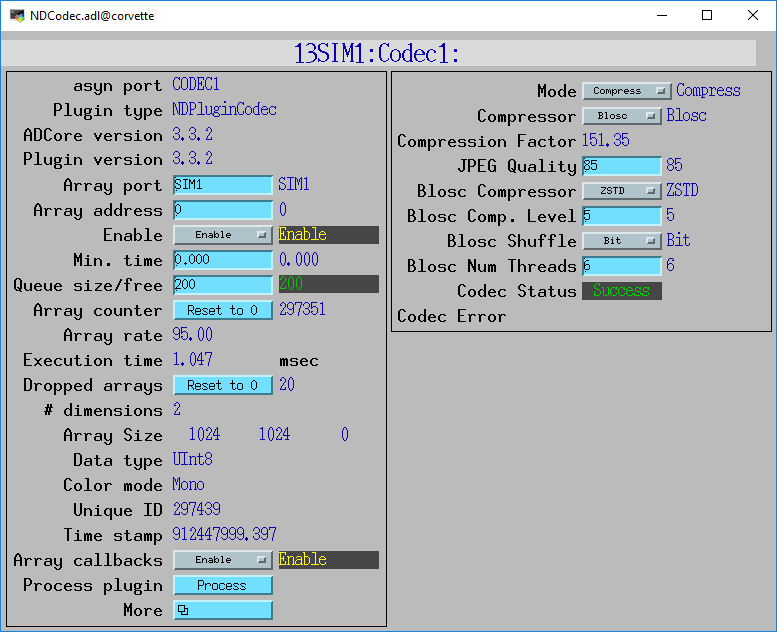 NDCodec.adl@corvette
13SIM1:Codec1:
asyn port CODEC1
Plugin type NDPluginCodec
ADCore version 3.3.2
Plugin version 3.3.2
Array port SIM1 SIM1
Array address 0 0
Enable Enable Enable
Min. time 0.000 0.000
Queue size/free 200 200
Array counter Reset to 0 297351
Array rate 95.00
Execution time 1.047 msec
Dropped arrays Reset to 0 20
# dimensions 2
Array Size 1024 1024 0
Data type UInt8
Color mode Mono
Unique ID 297439
Time stamp 912447999.397
Array callbacks Enable Enable
Process plugin Process
More
Mode Compress Compress
Compressor Blosc Blosc
Compression Factor 151.35
JPEG Quality 85 85
Blosc Compressor ZSTD ZSTD
Blosc Comp. Level 5 5
Blosc Shuffle Bit Bit
Blosc Num Threads 6 6
Codec Status Success
Codec Error